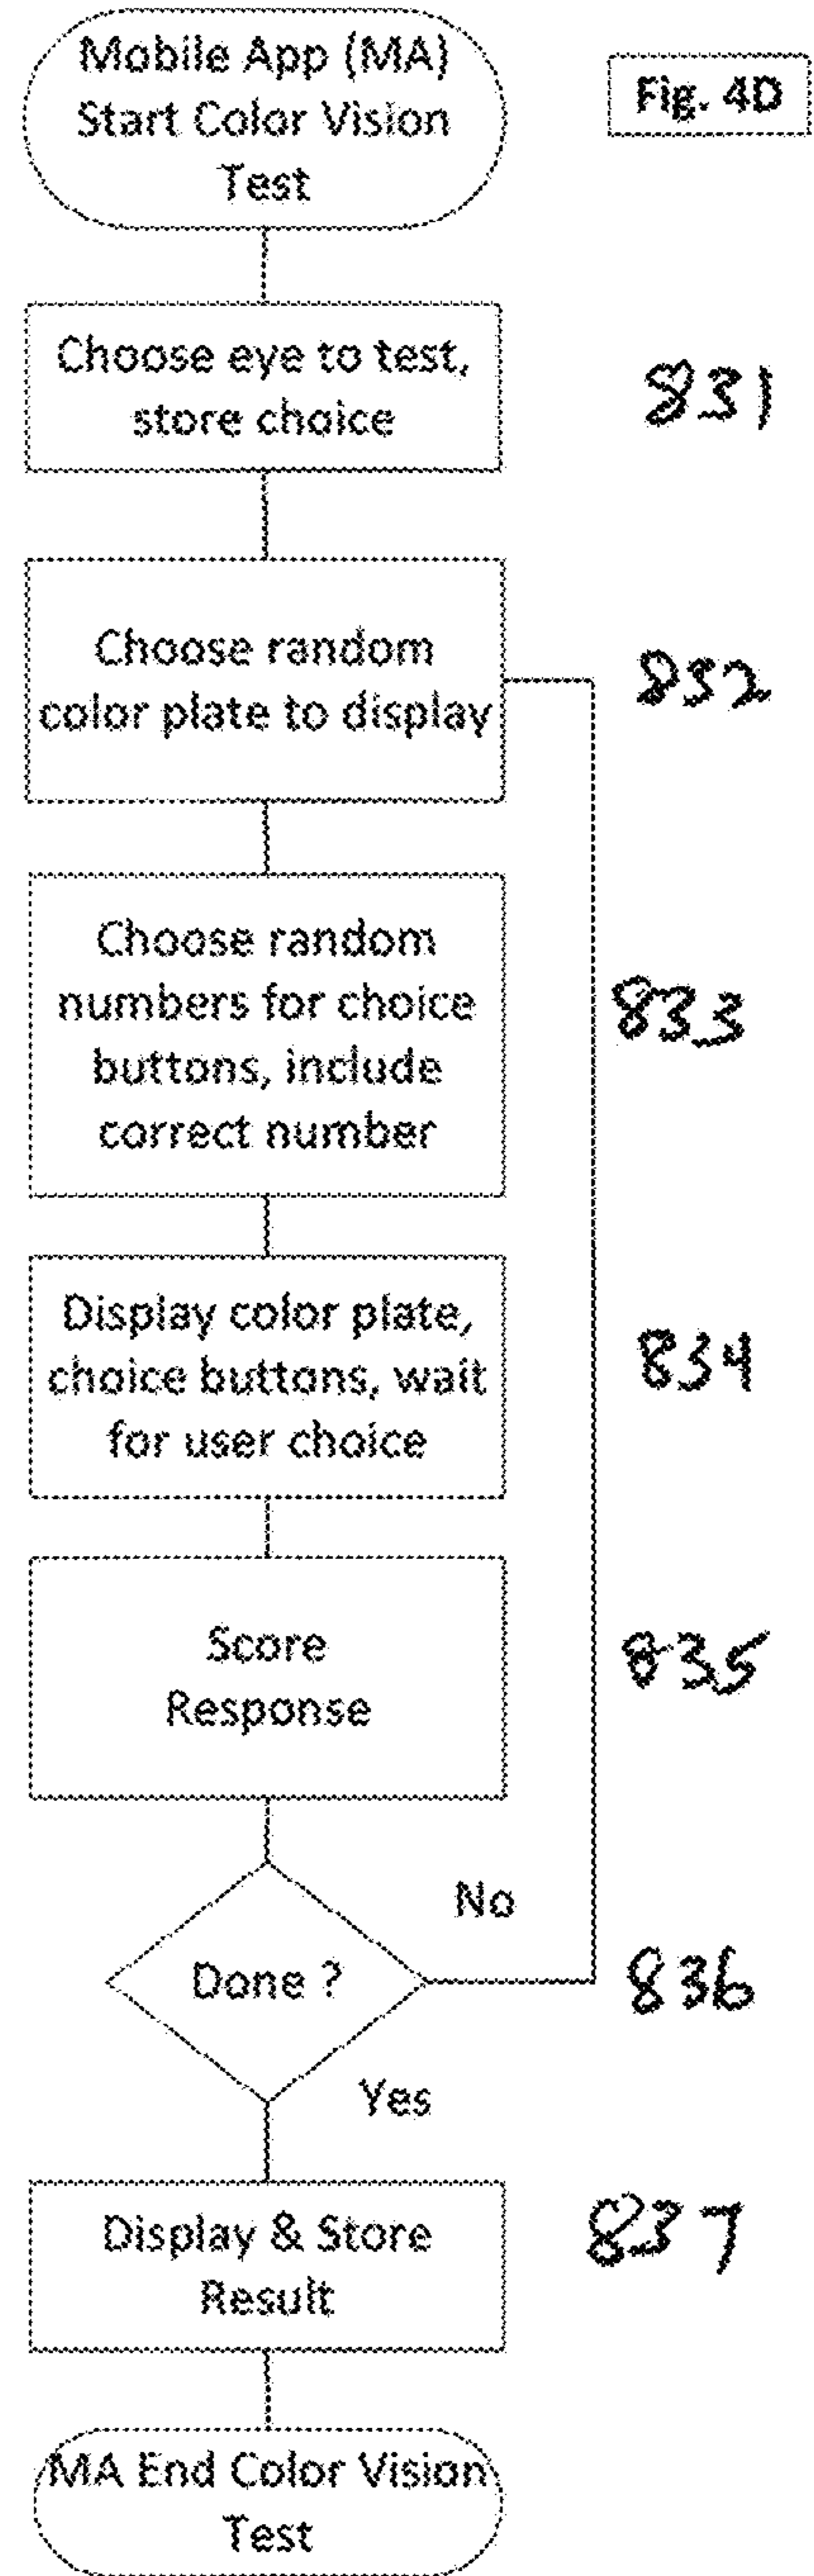 Mobile App (MA)
Start Color Vision
Test
Fig. 4D
Choose eye to test,
store choice
831
Choose random
color plate to display
832
Choose random
numbers for choice
buttons, include
correct number
833
Display color plate,
choice buttons, wait
for user choice
834
Score
Response
835
No
Done ?
836
Yes
Display & Store
Result
837
MA End Color Vision
Test